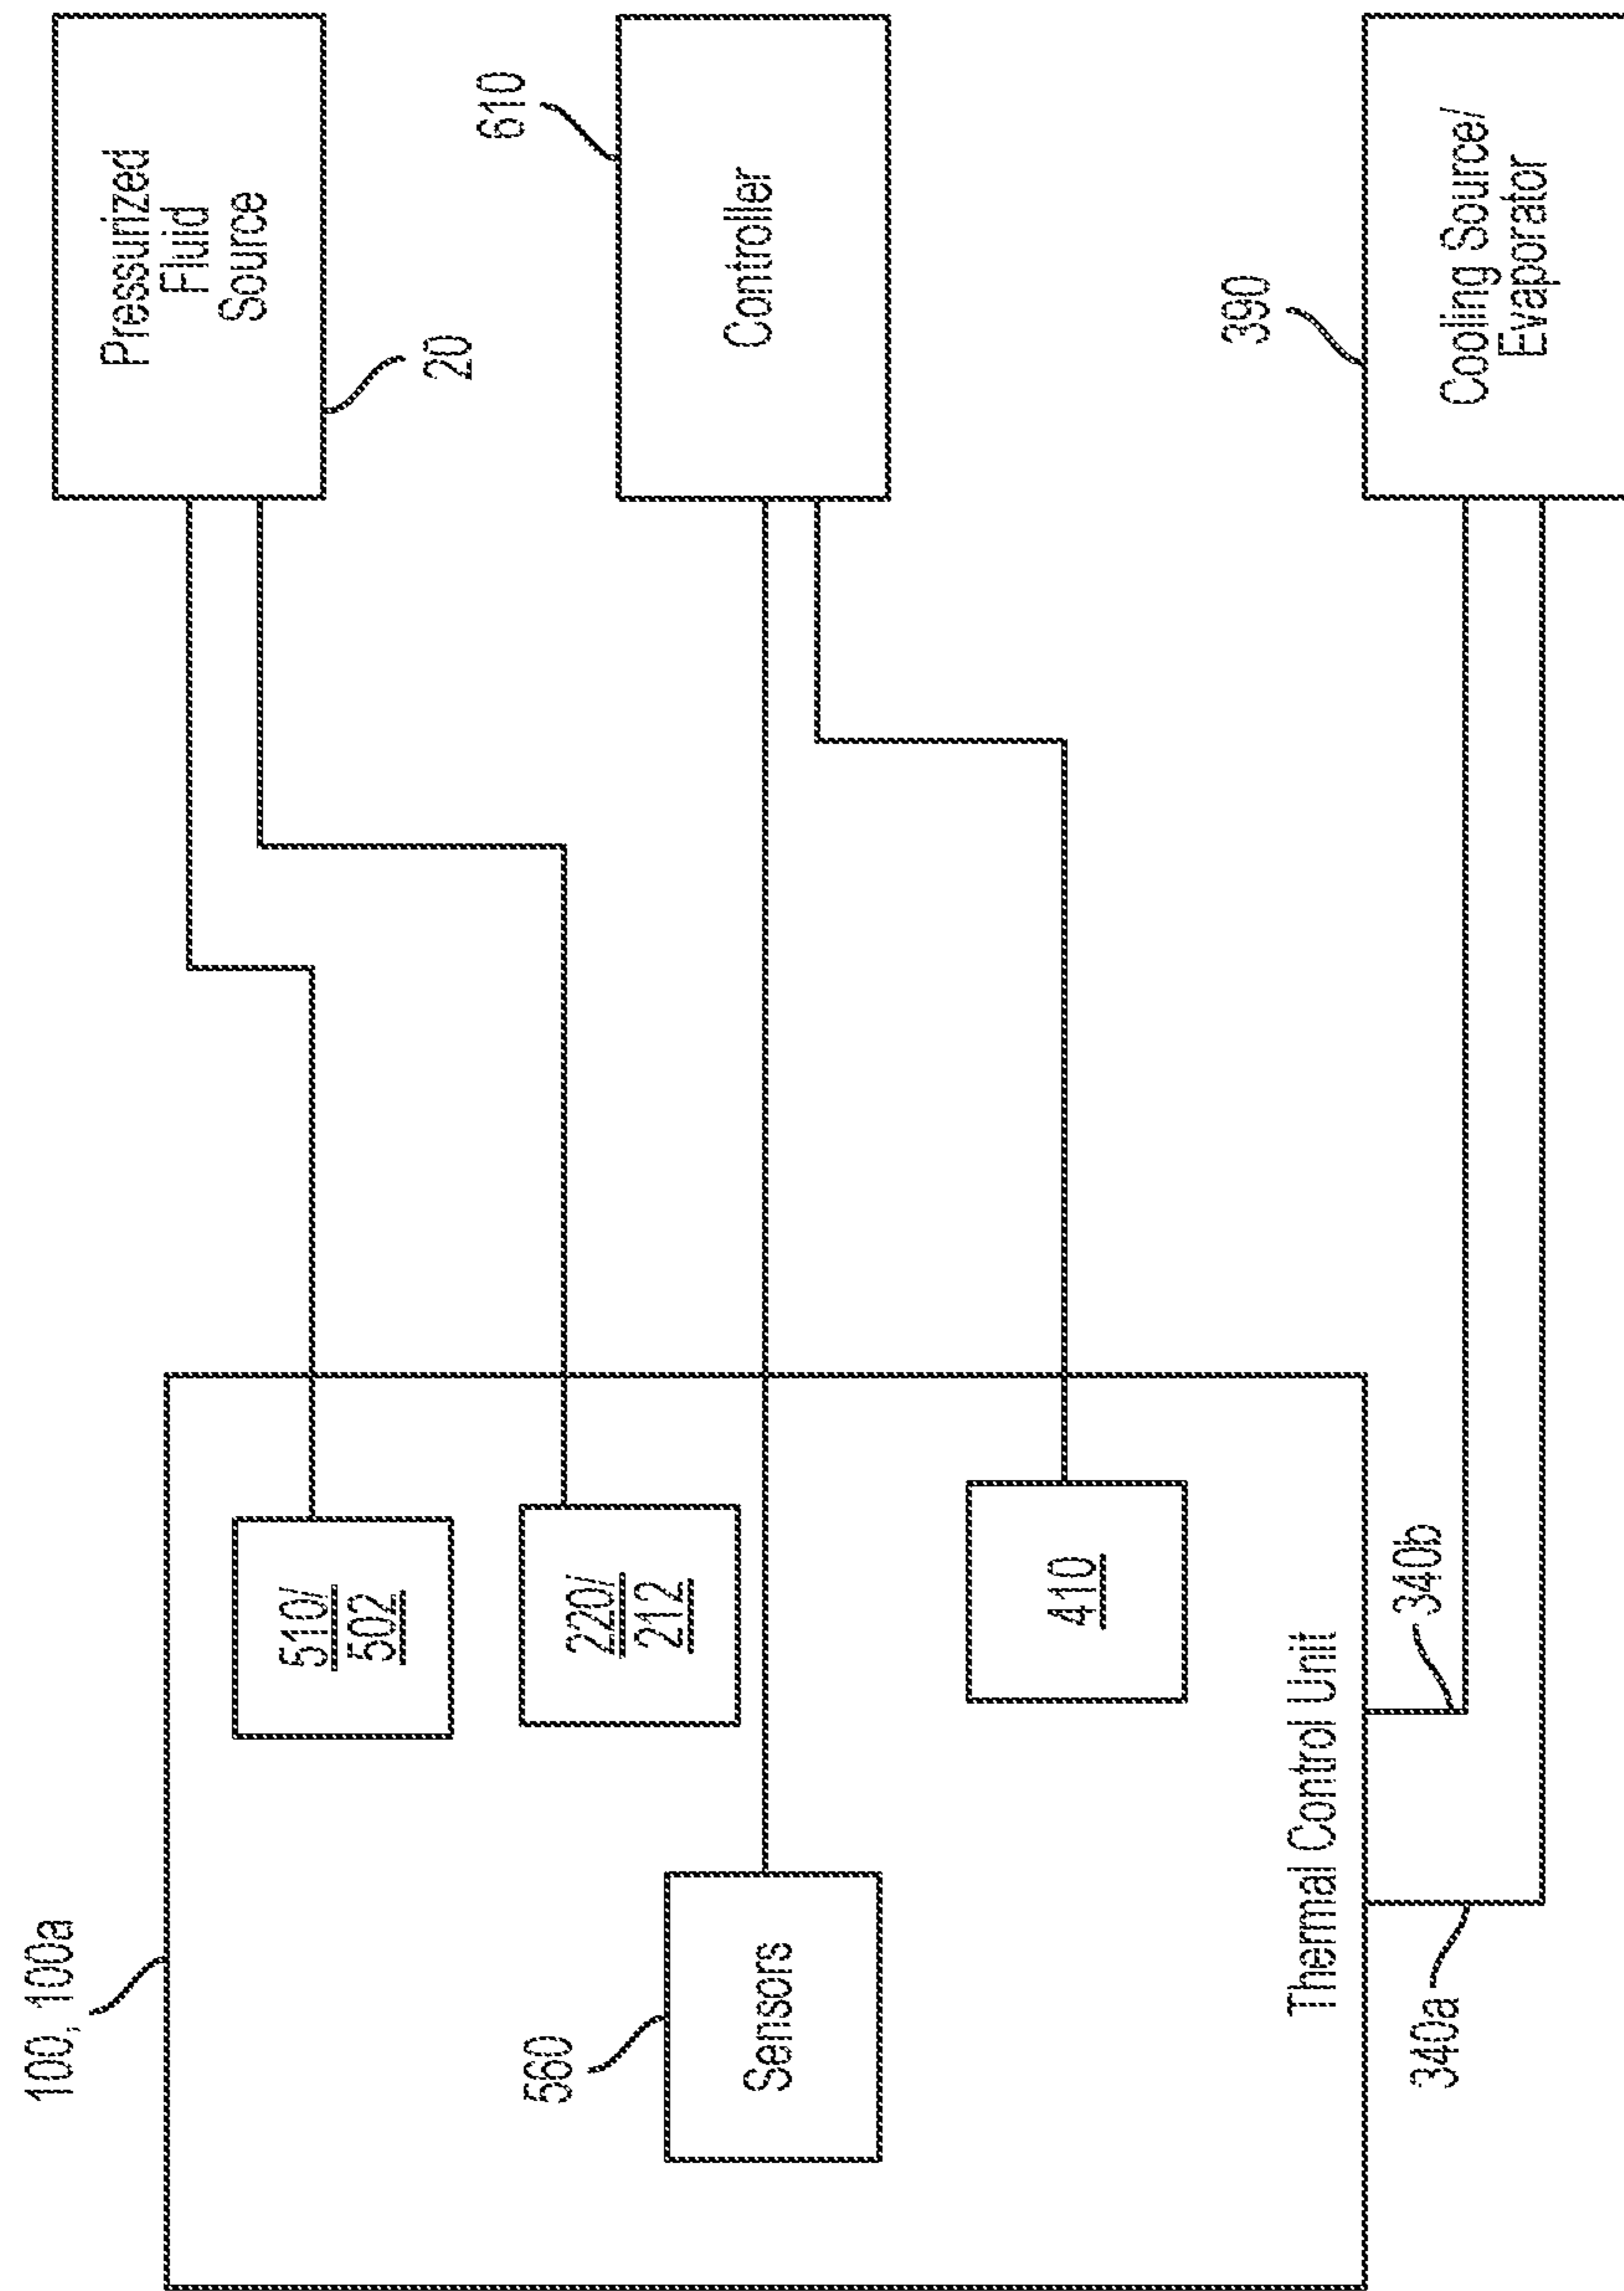 100, 100a
510/
502
220/
212
560
Sensors
410
Thermal Control Unit
340a
340b
Pressurized
Fluid
Source
20
610
Controller
390
Cooling Source/
Evaporator